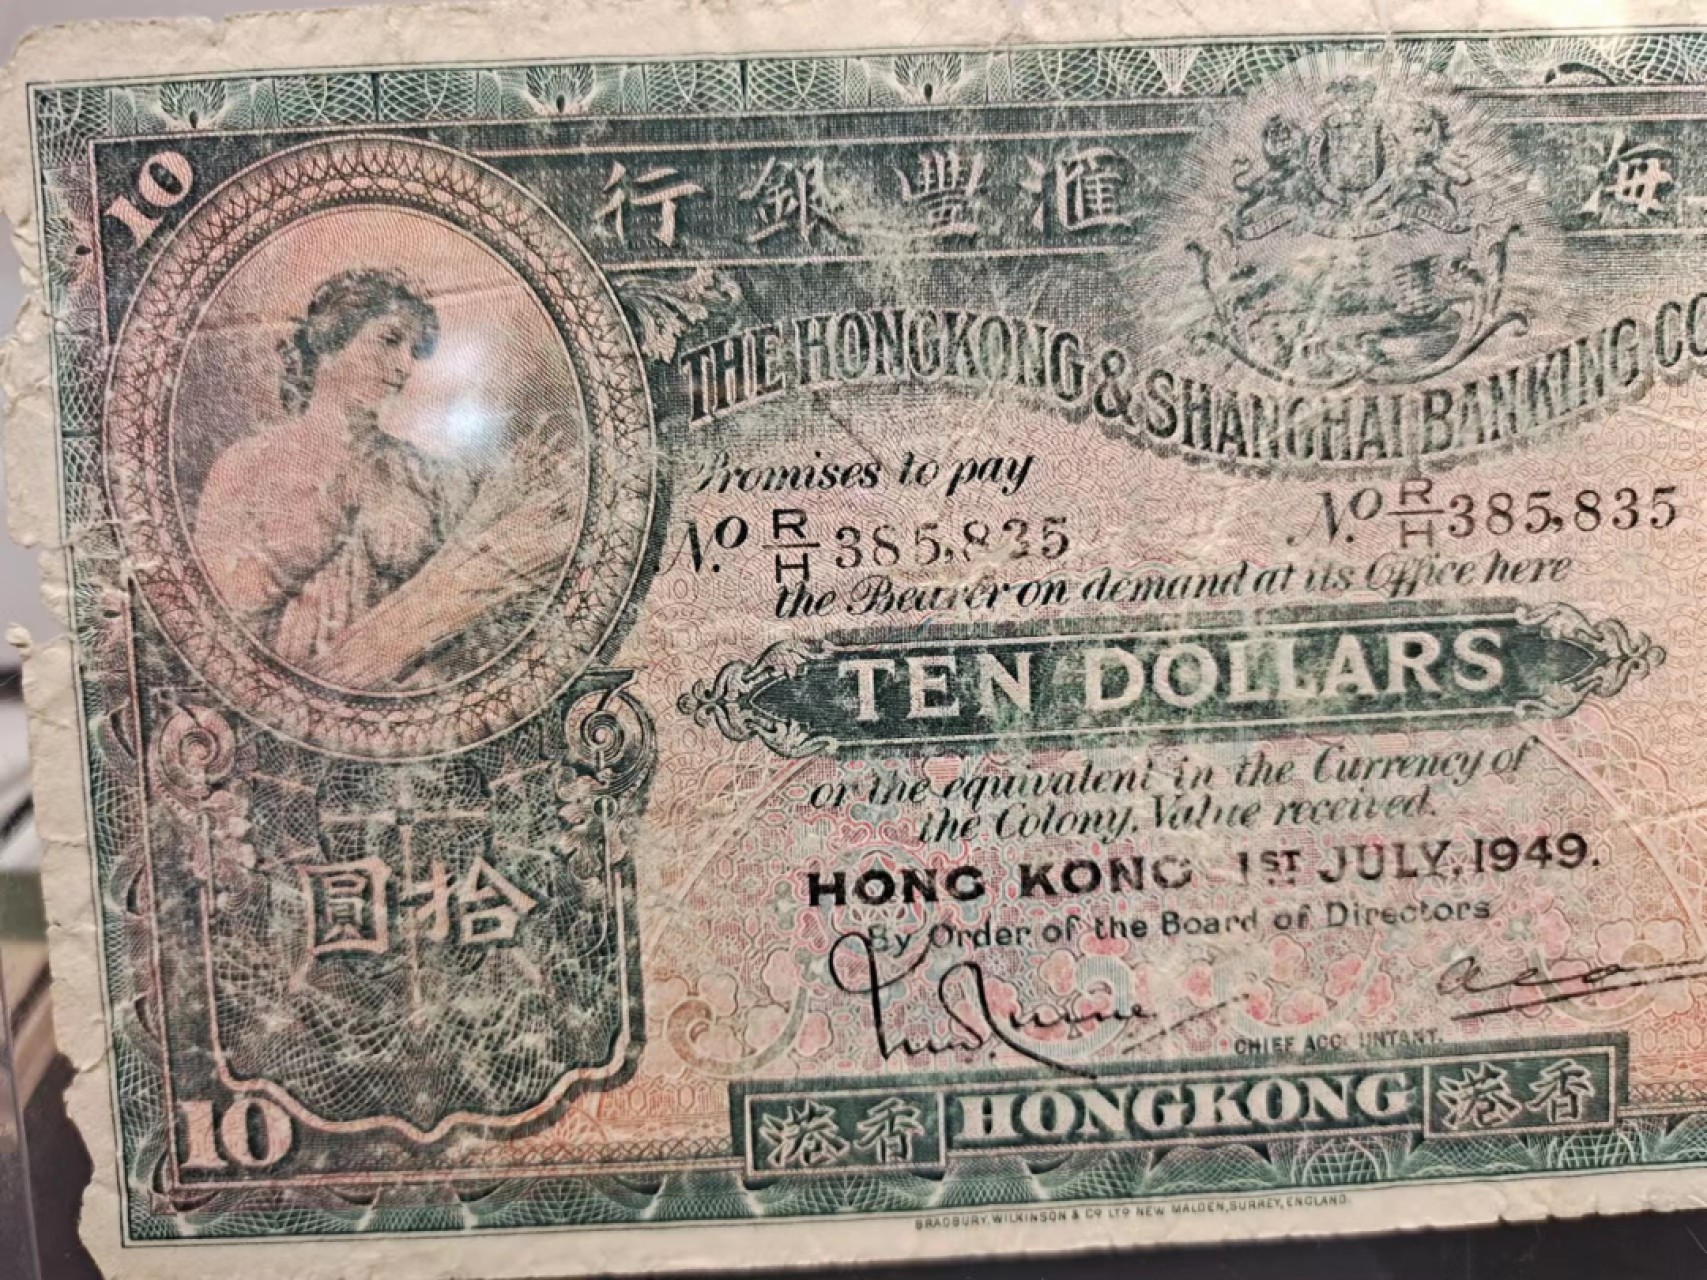 10
行銀豐滙 海
THE HONGKONG & SHANGHAI BANKING CO
Promises to pay
No. R/H 385,835 No. R/H 385,835
the Bearer on demand at its Office here
TEN DOLLARS
or the equivalent in the Currency of
the Colony, Value received.
HONG KONG 1ST JULY, 1949.
By Order of the Board of Directors
圓拾
CHIEF ACCOUNTANT.
10
港香 HONGKONG 港香
BRADBURY, WILKINSON & Co LTD NEW MALDEN, SURREY, ENGLAND.